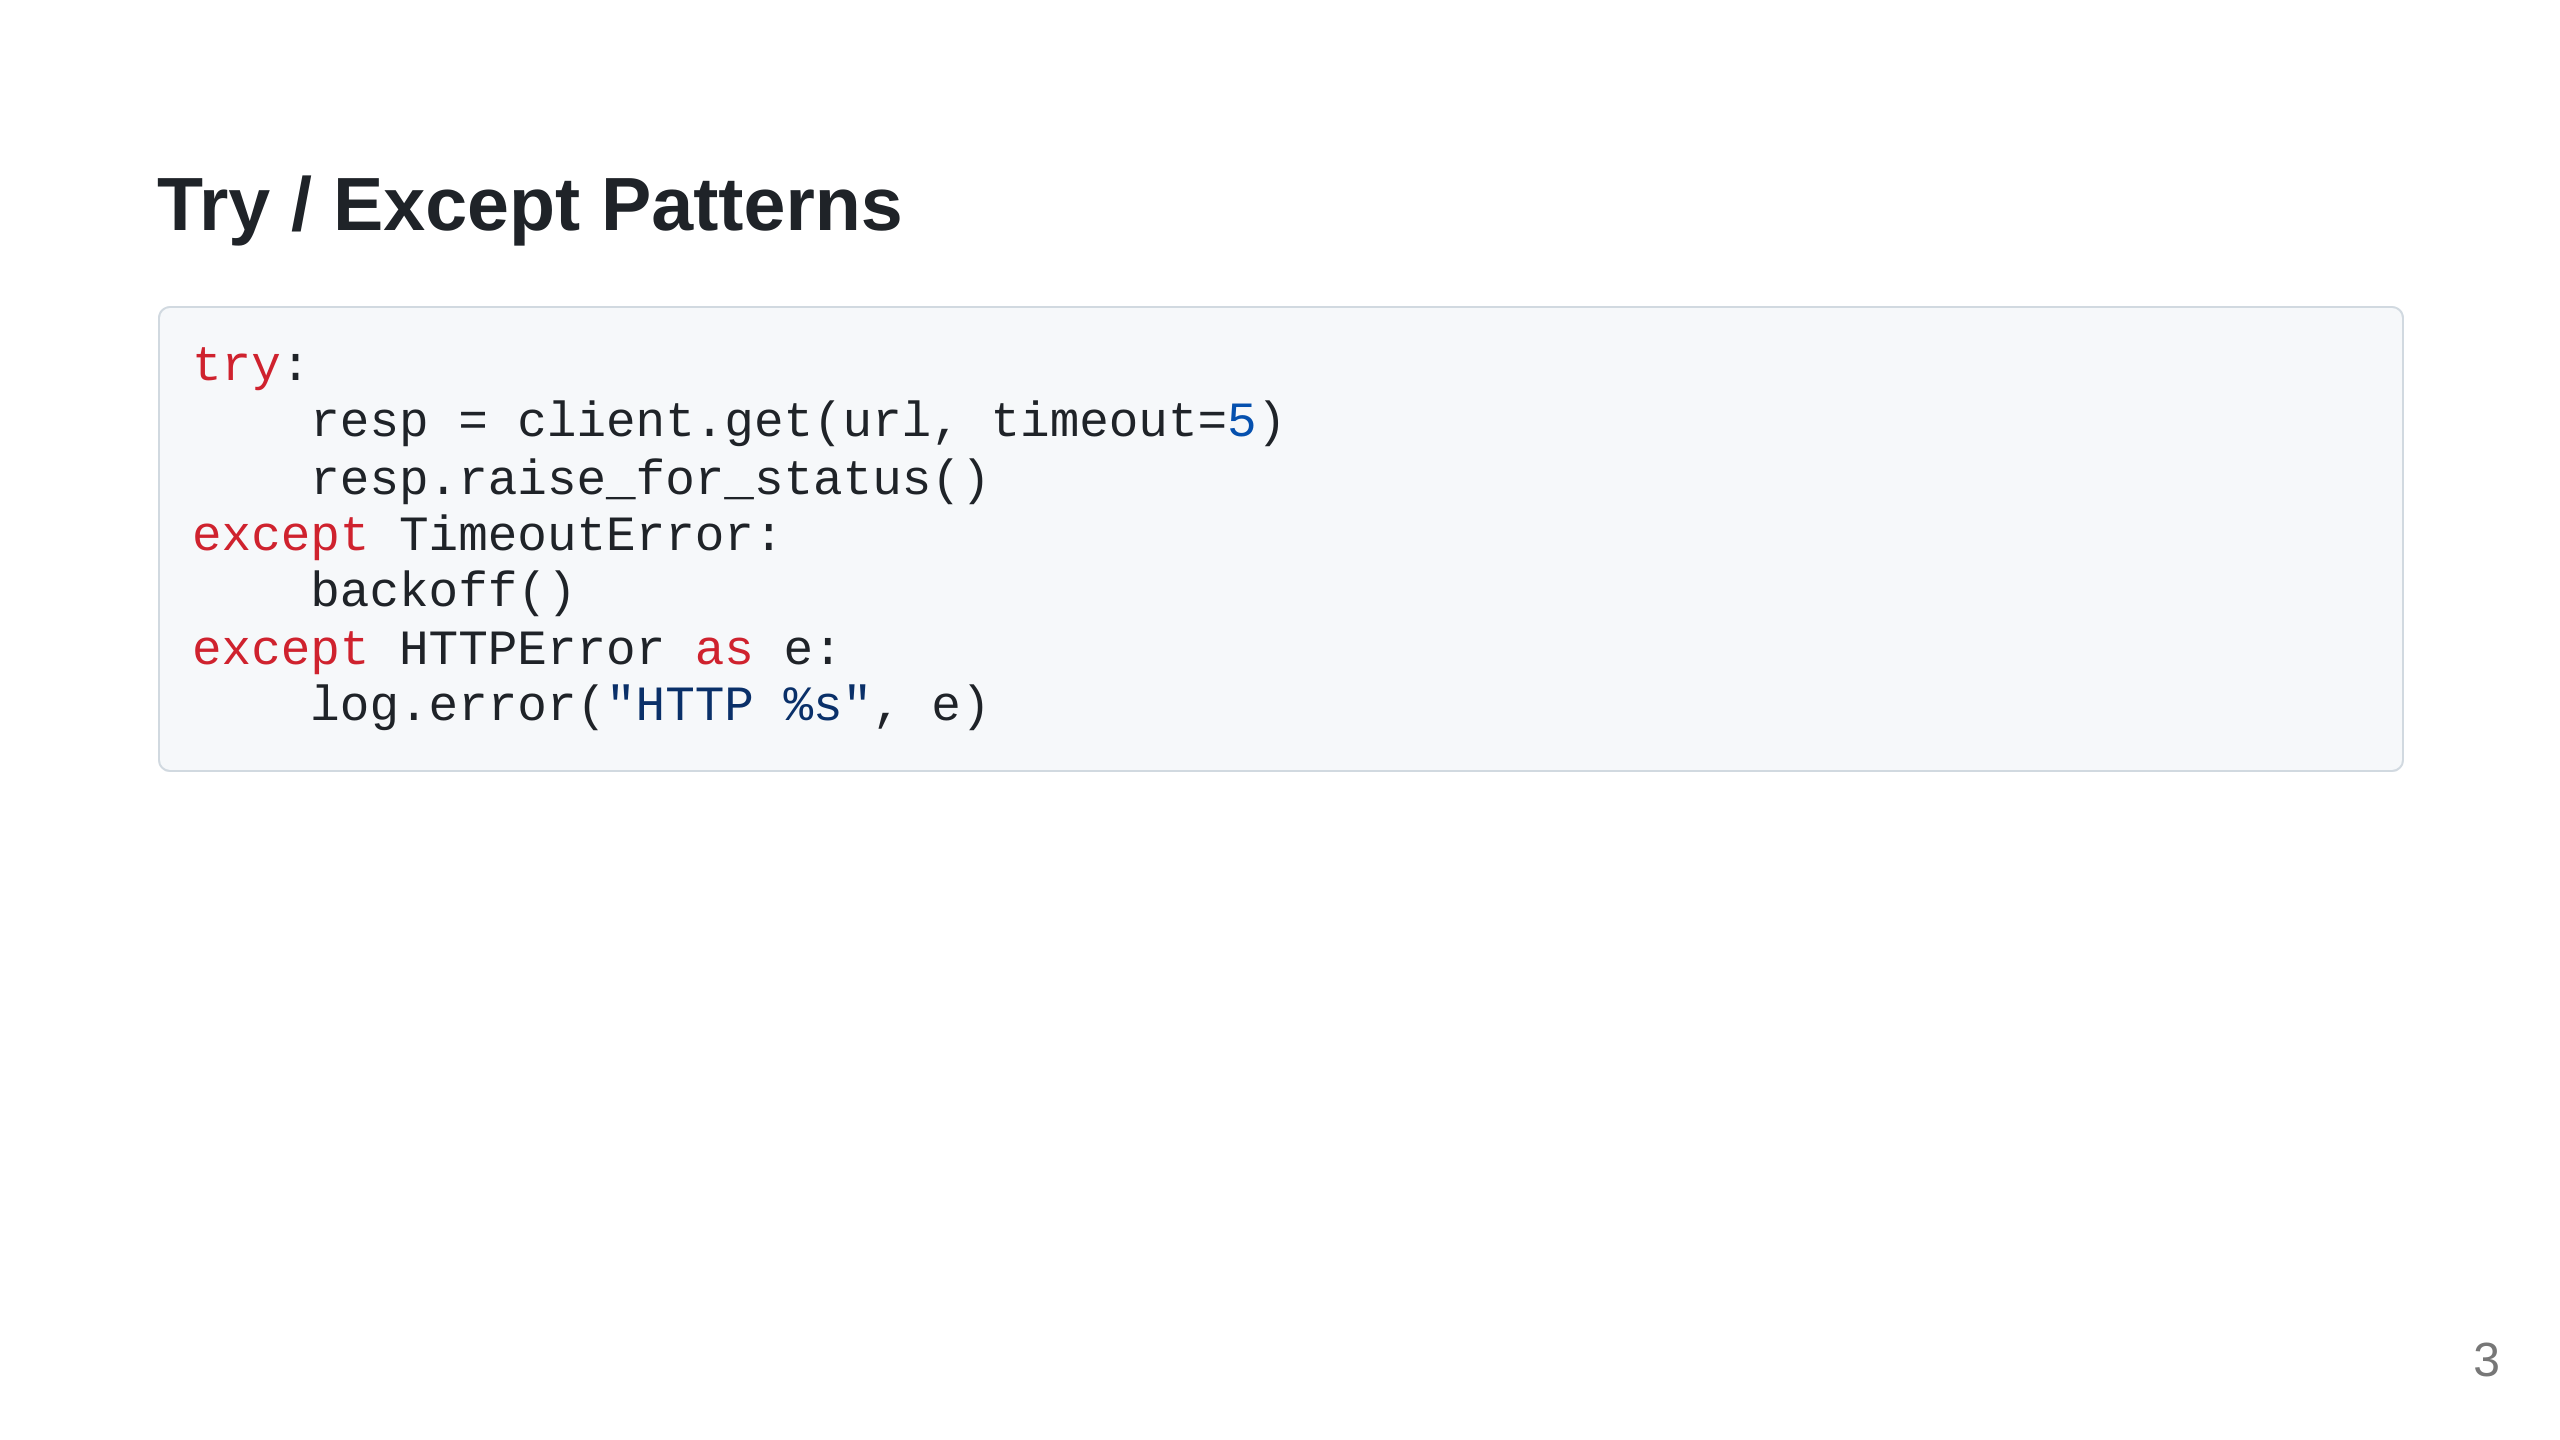 Try / Except Patterns
try:
    resp = client.get(url, timeout=5)
    resp.raise_for_status()
except TimeoutError:
    backoff()
except HTTPError as e:
    log.error("HTTP %s", e)
3